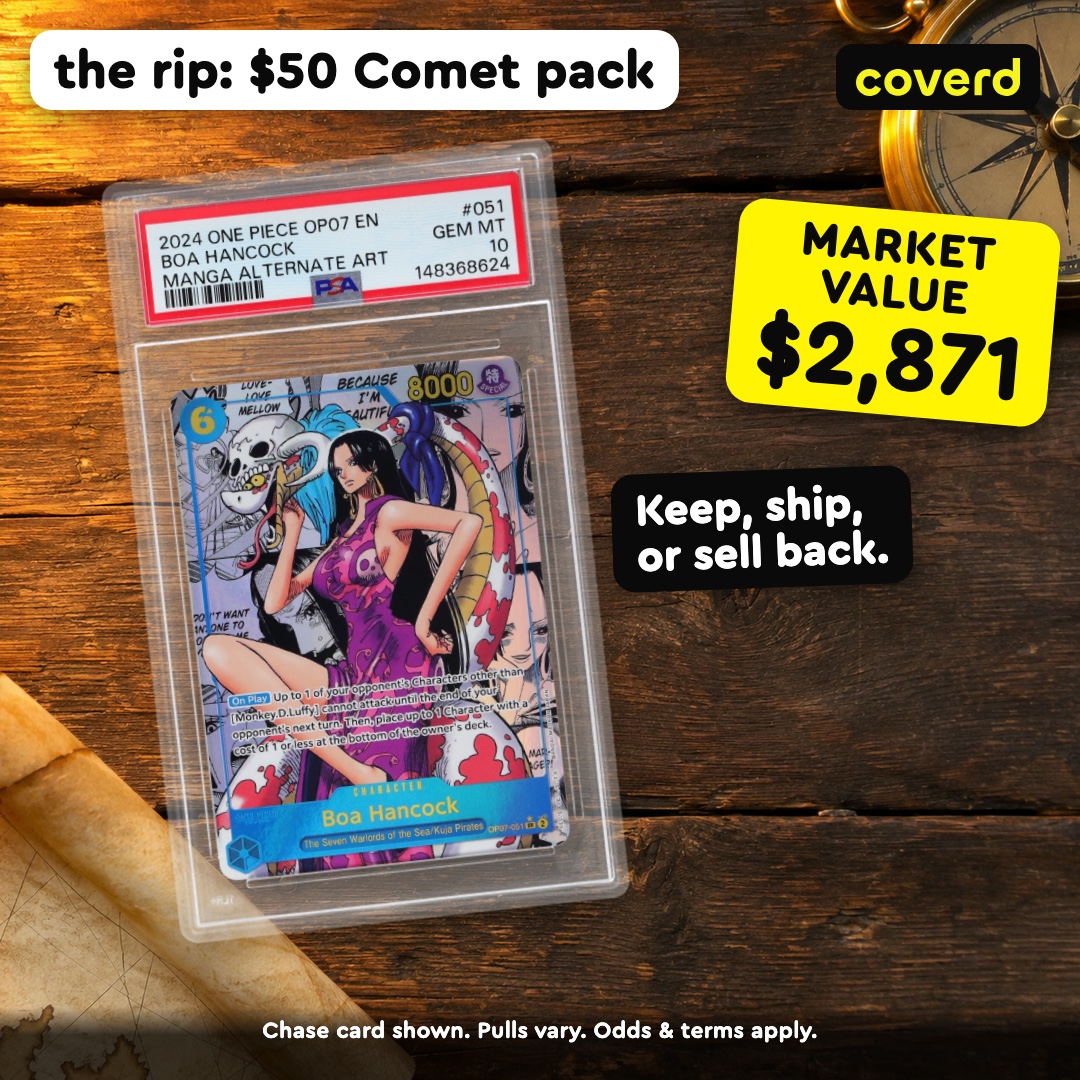 the rip: $50 Comet pack
coverd
2024 ONE PIECE OP07 EN
BOA HANCOCK
MANGA ALTERNATE ART
#051
GEM MT
10
148368624
PSA
MARKET
VALUE
$2,871
LOVE-
LOVE
MELLOW
BECAUSE
I'M
8000
SPECIAL
6
Keep, ship,
or sell back.
On Play Up to 1 of your opponent's Characters other than
[Monkey.D.Luffy] cannot attack until the end of your
opponent's next turn. Then, place up to 1 Character with a
cost of 1 or less at the bottom of the owner's deck.
CHARACTER
Boa Hancock
The Seven Warlords of the Sea/Kuja Pirates
OP07-051
Chase card shown. Pulls vary. Odds & terms apply.